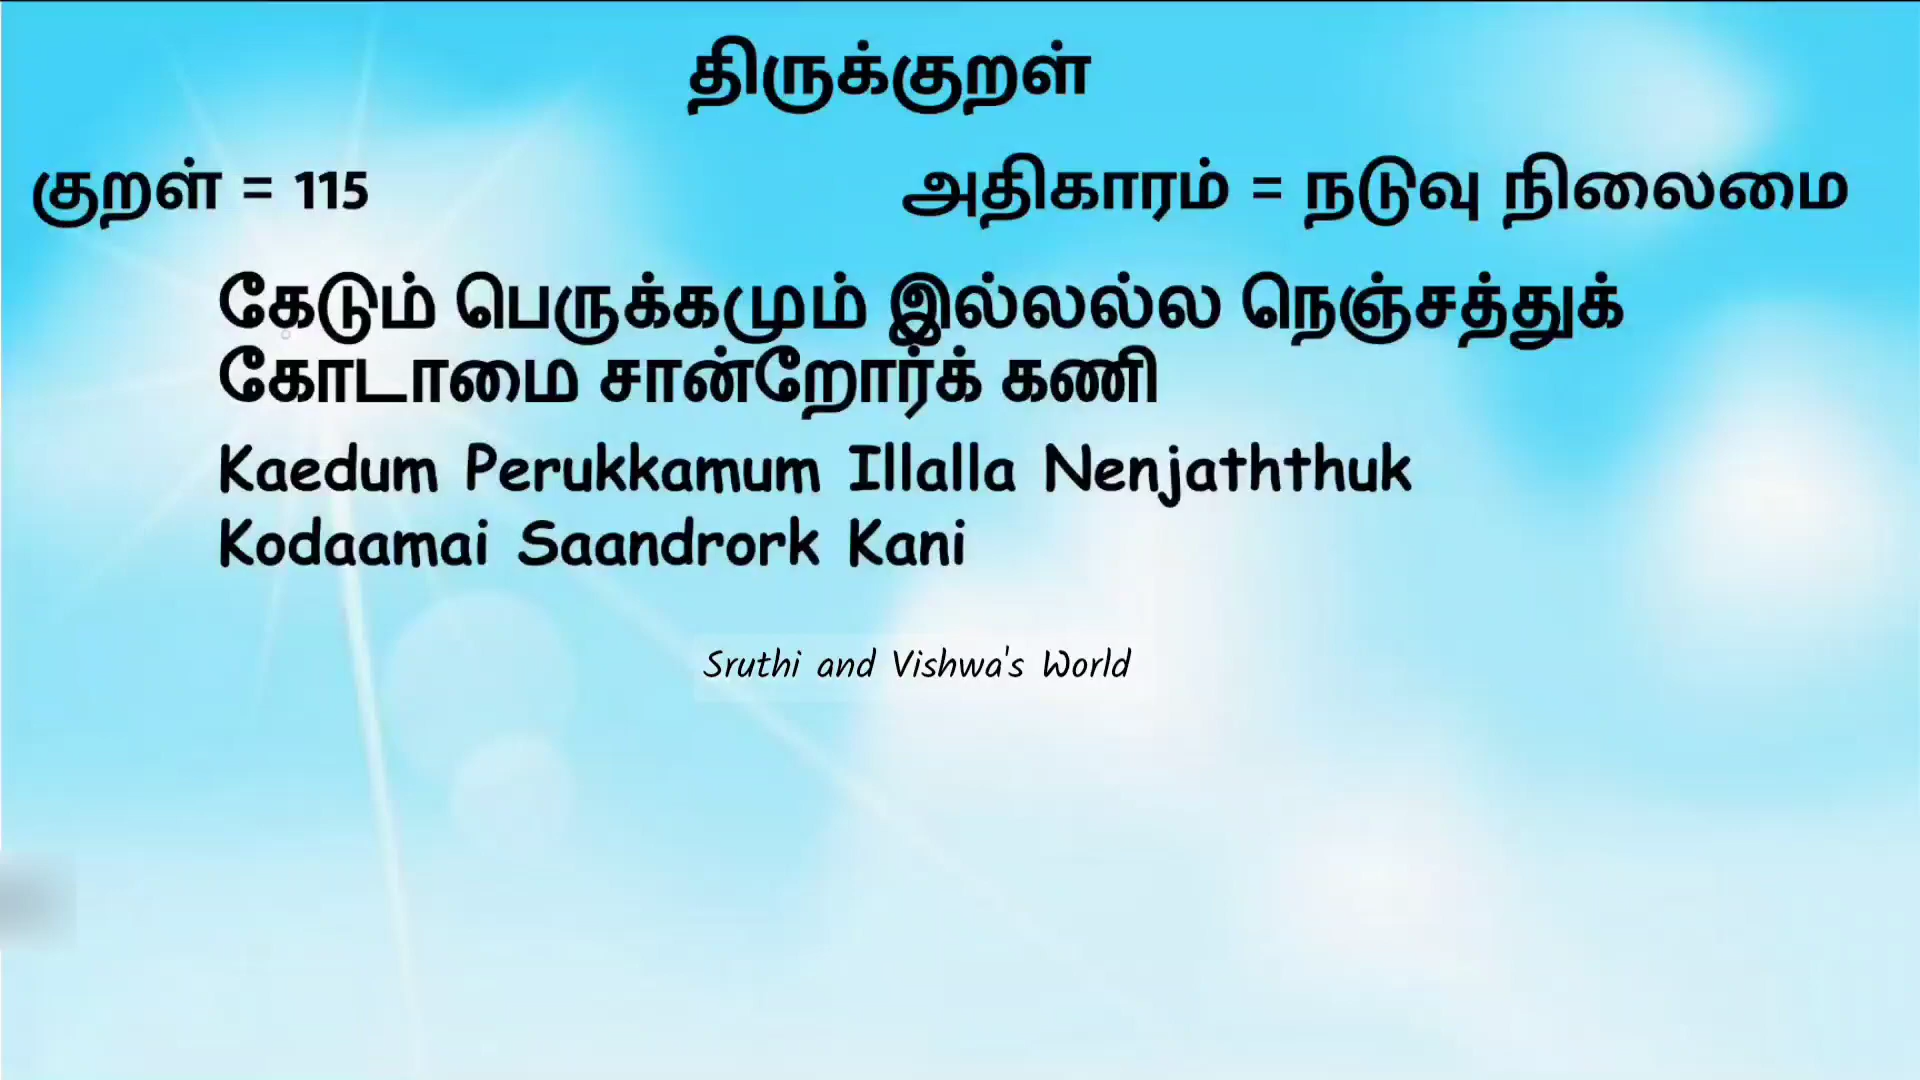 திருக்குறள்
குறள் = 115
அதிகாரம் = நடுவு நிலைமை
கேடும் பெருக்கமும் இல்லல்ல நெஞ்சத்துக்
கோடாமை சான்றோர்க் கணி
Kaedum Perukkamum Illalla Nenjaththuk
Kodaamai Saandrork Kani
Sruthi and Vishwa's World